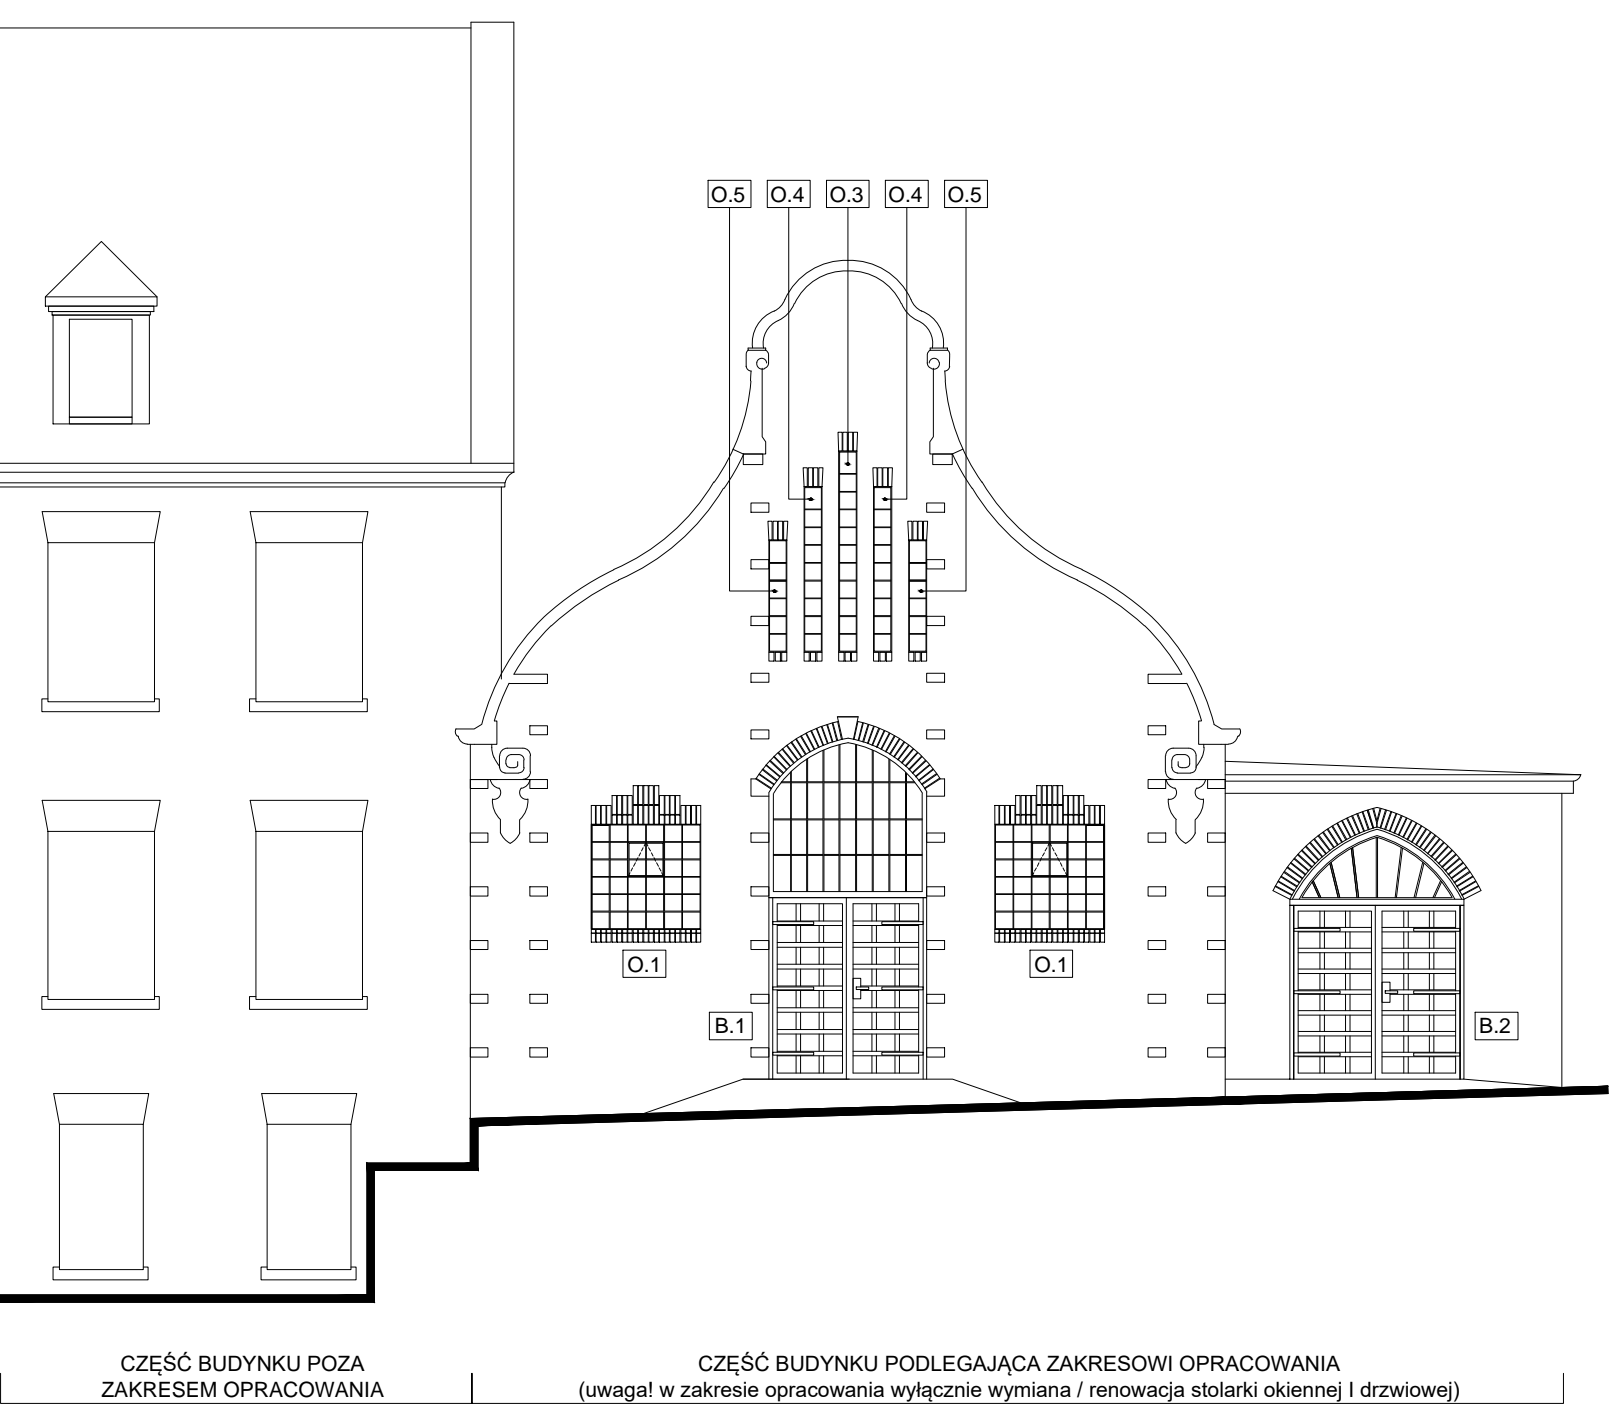 O.5 O.4 O.3 O.4 O.5
O.1 O.1
B.1 B.2
CZĘŚĆ BUDYNKU POZA
ZAKRESEM OPRACOWANIA
CZĘŚĆ BUDYNKU PODLEGAJĄCA ZAKRESOWI OPRACOWANIA
(uwaga! w zakresie opracowania wyłącznie wymiana / renowacja stolarki okiennej I drzwiowej)